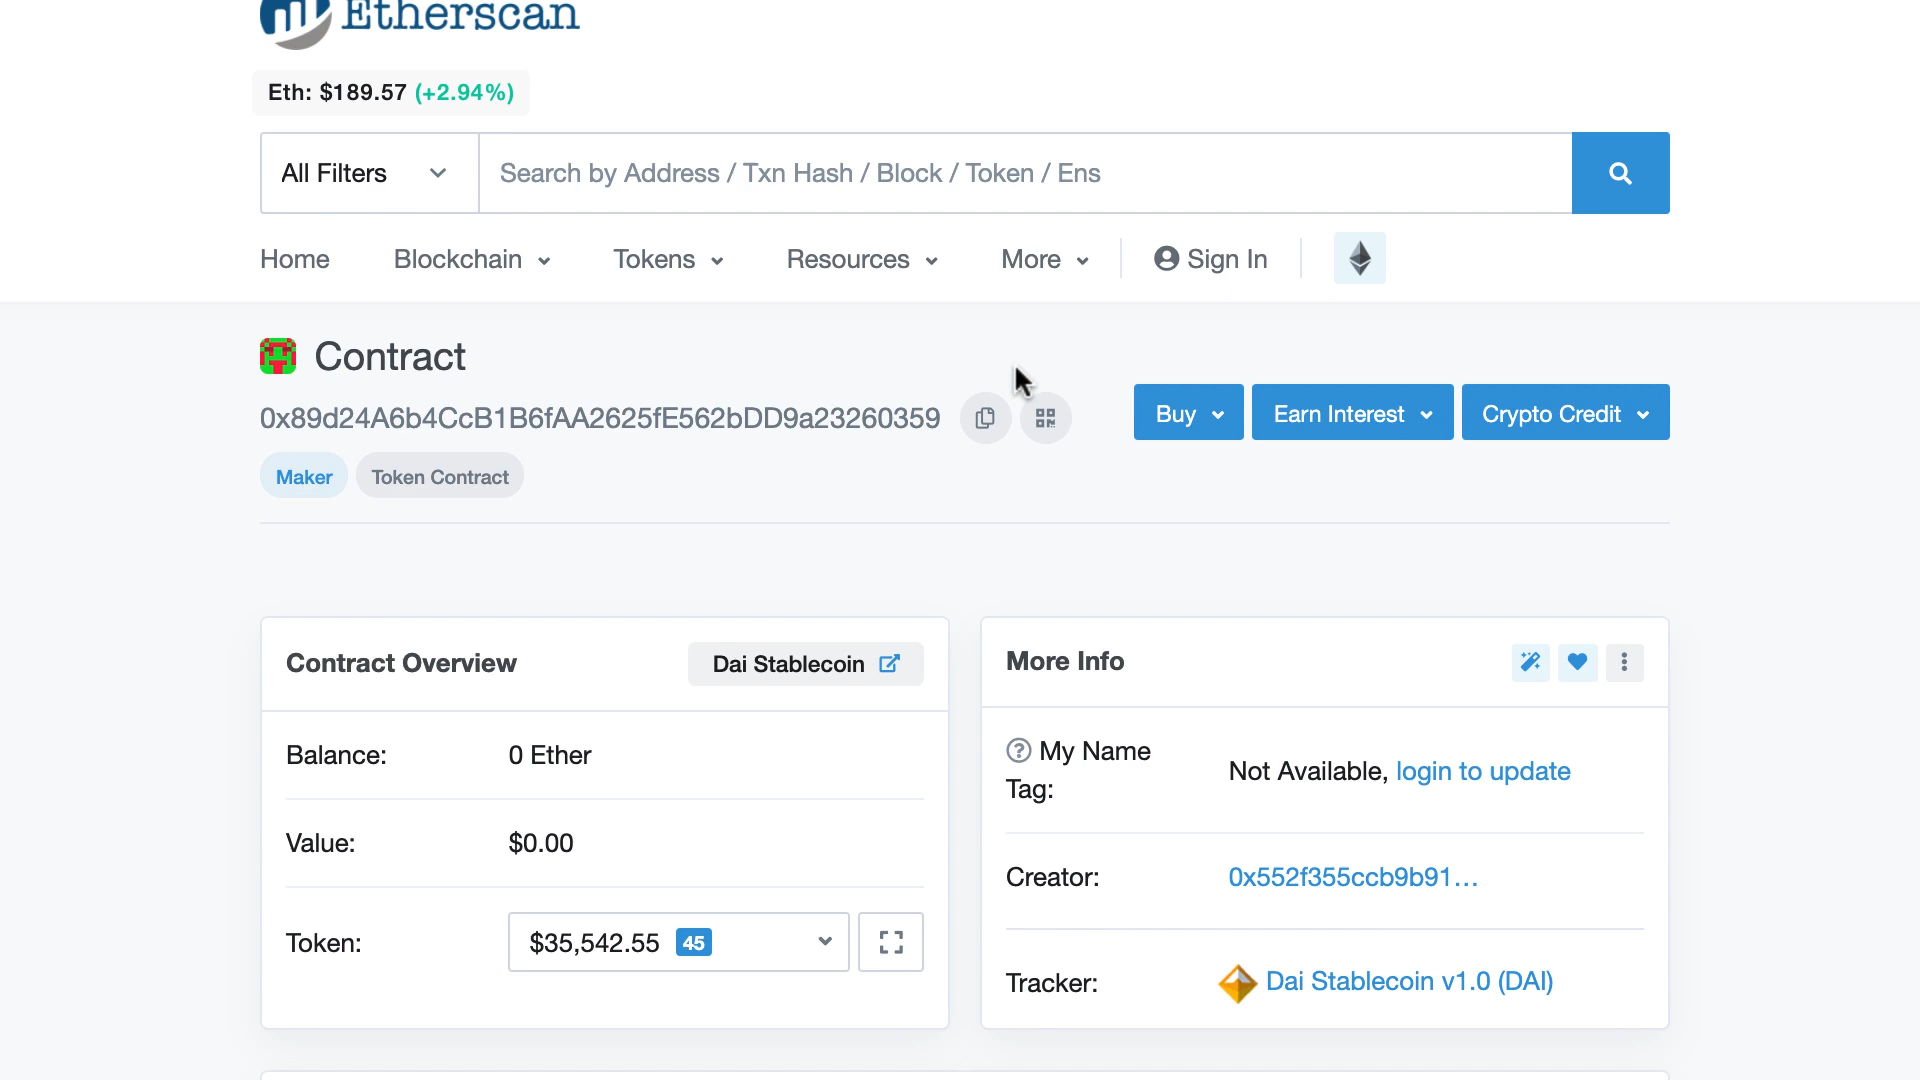 Etherscan
Eth: $189.57 (+2.94%)
All Filters
Search by Address / Txn Hash / Block / Token / Ens
Home
Blockchain
Tokens
Resources
More
Sign In
Contract
0x89d24A6b4CcB1B6fAA2625fE562bDD9a23260359
Buy
Earn Interest
Crypto Credit
Maker
Token Contract
Contract Overview
Dai Stablecoin
Balance:
0 Ether
Value:
$0.00
Token:
$35,542.55 45
More Info
My Name
Tag:
Not Available, login to update
Creator:
0x552f355ccb9b91...
Tracker:
Dai Stablecoin v1.0 (DAI)